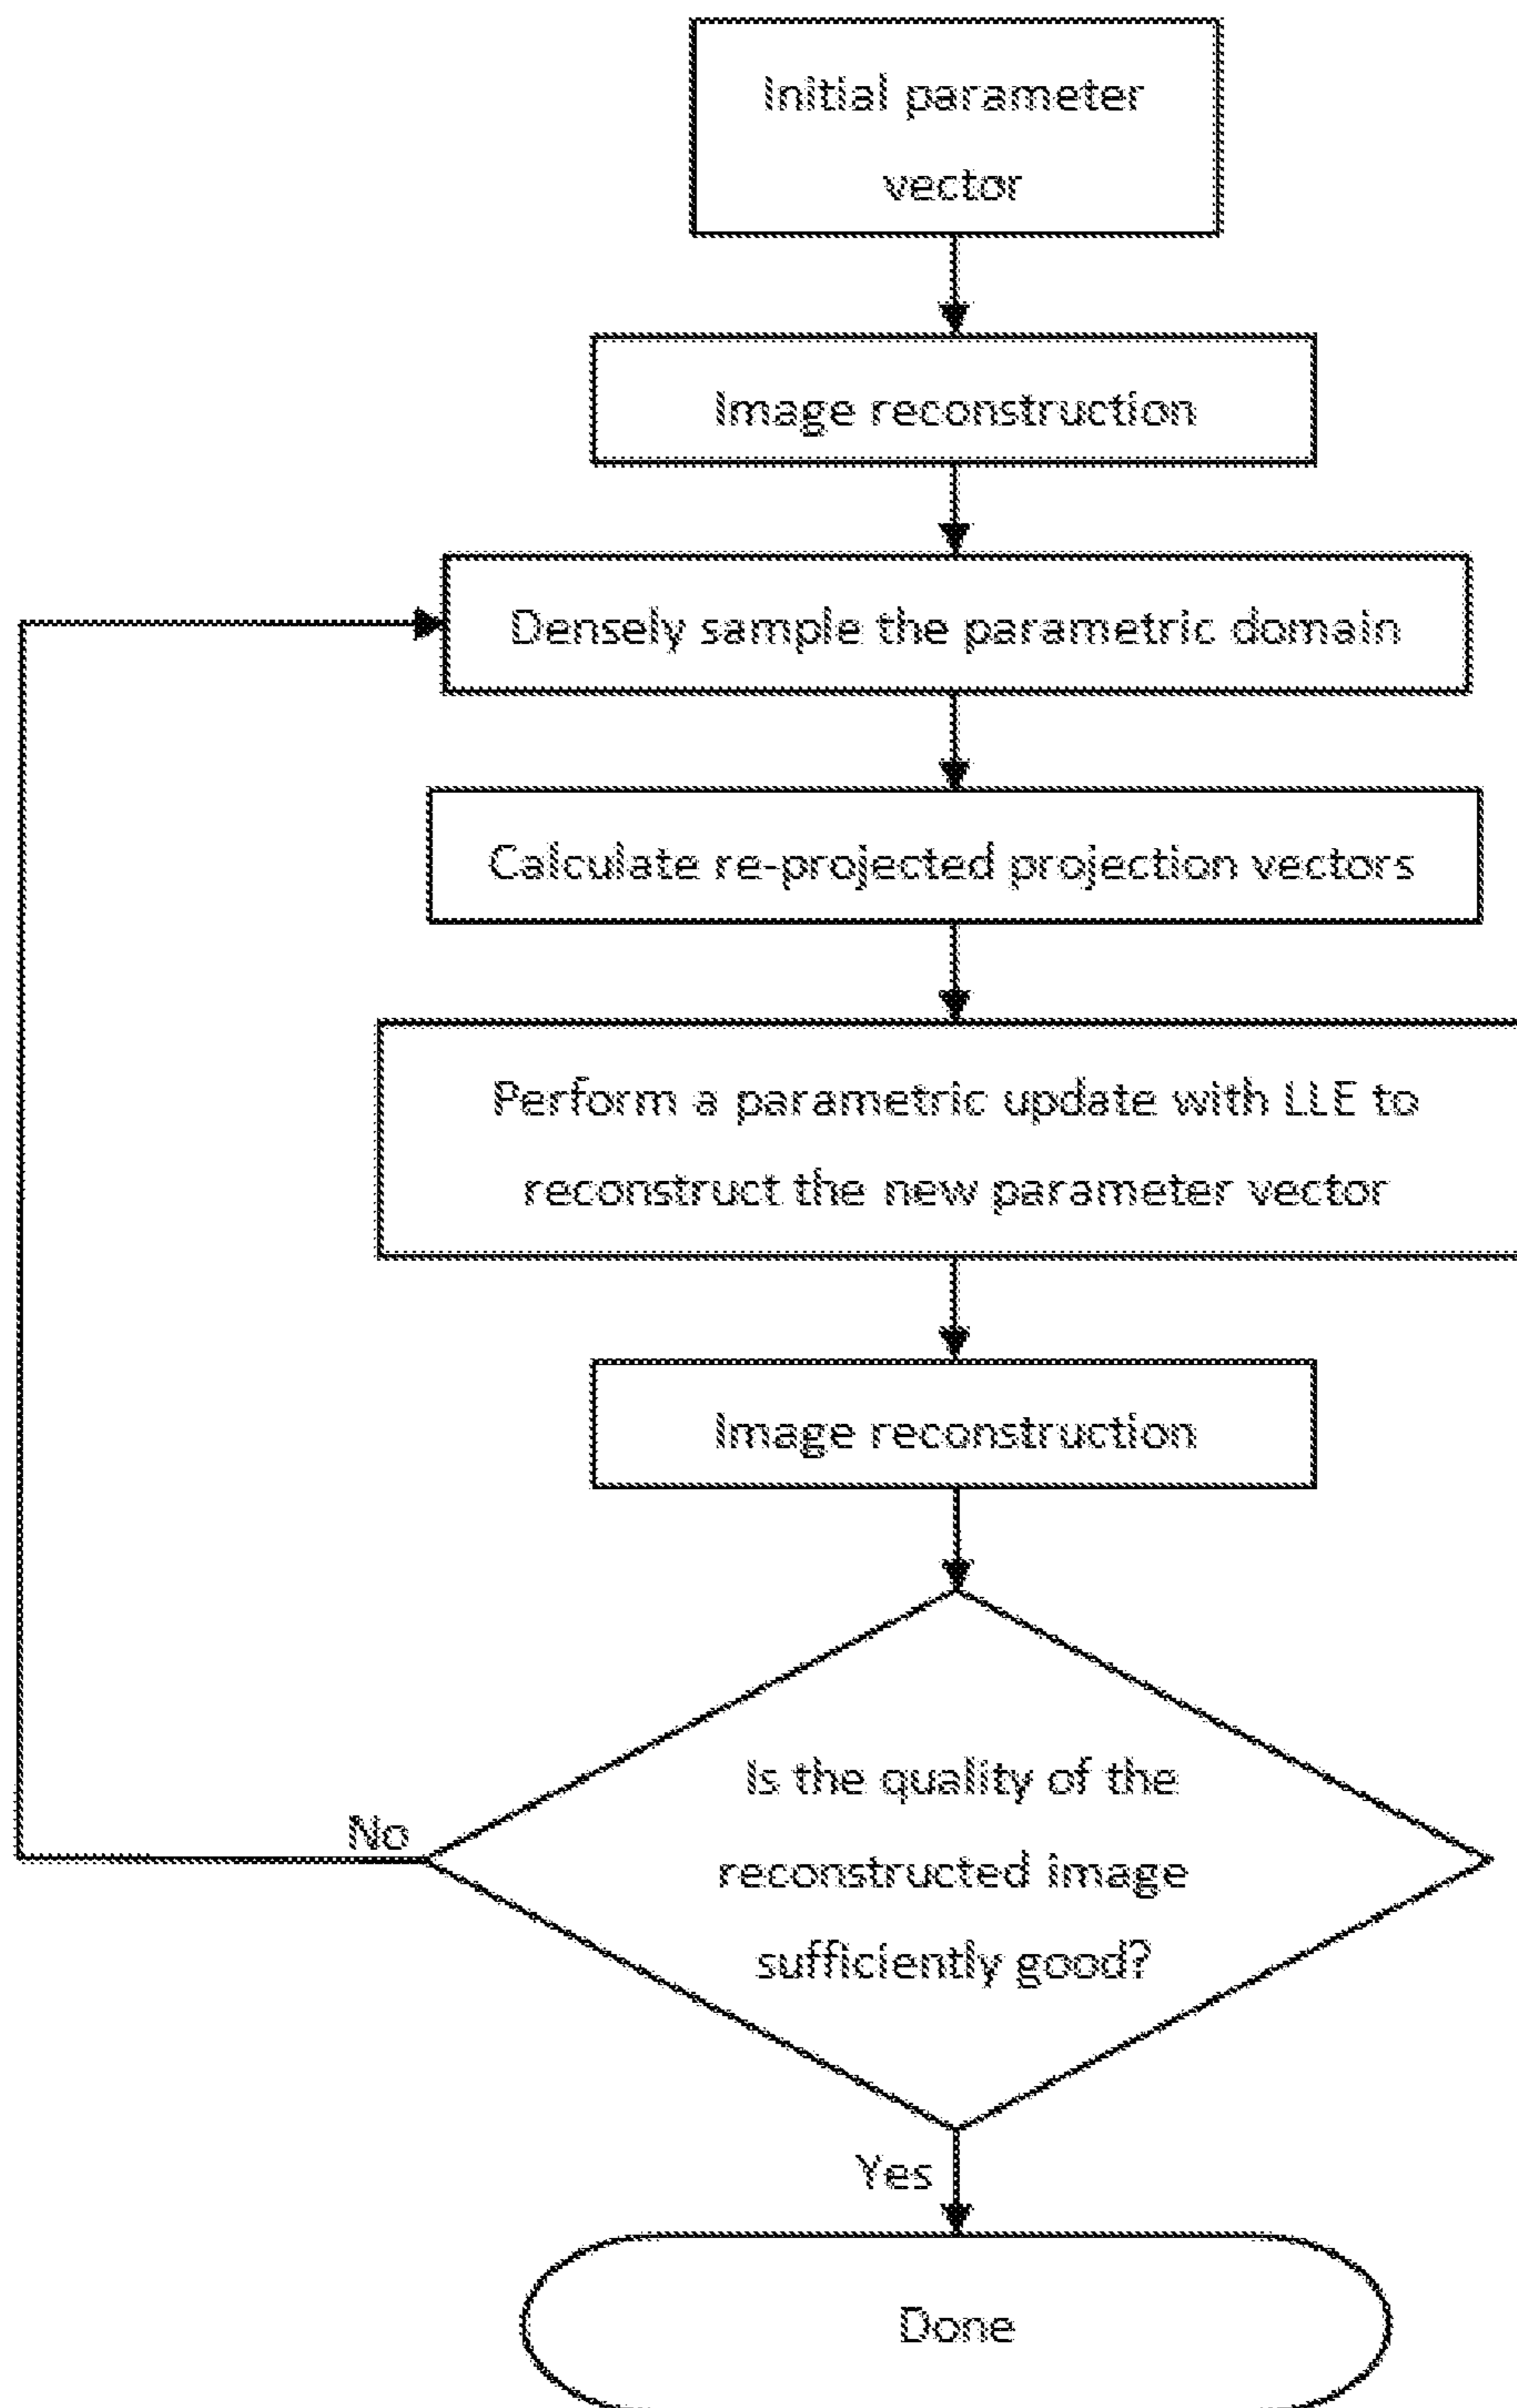 Initial parameter
vector
Image reconstruction
Densely sample the parametric domain
Calculate re-projected projection vectors
Perform a parametric update with LLE to
reconstruct the new parameter vector
Image reconstruction
Is the quality of the
reconstructed image
sufficiently good?
No
Yes
Done